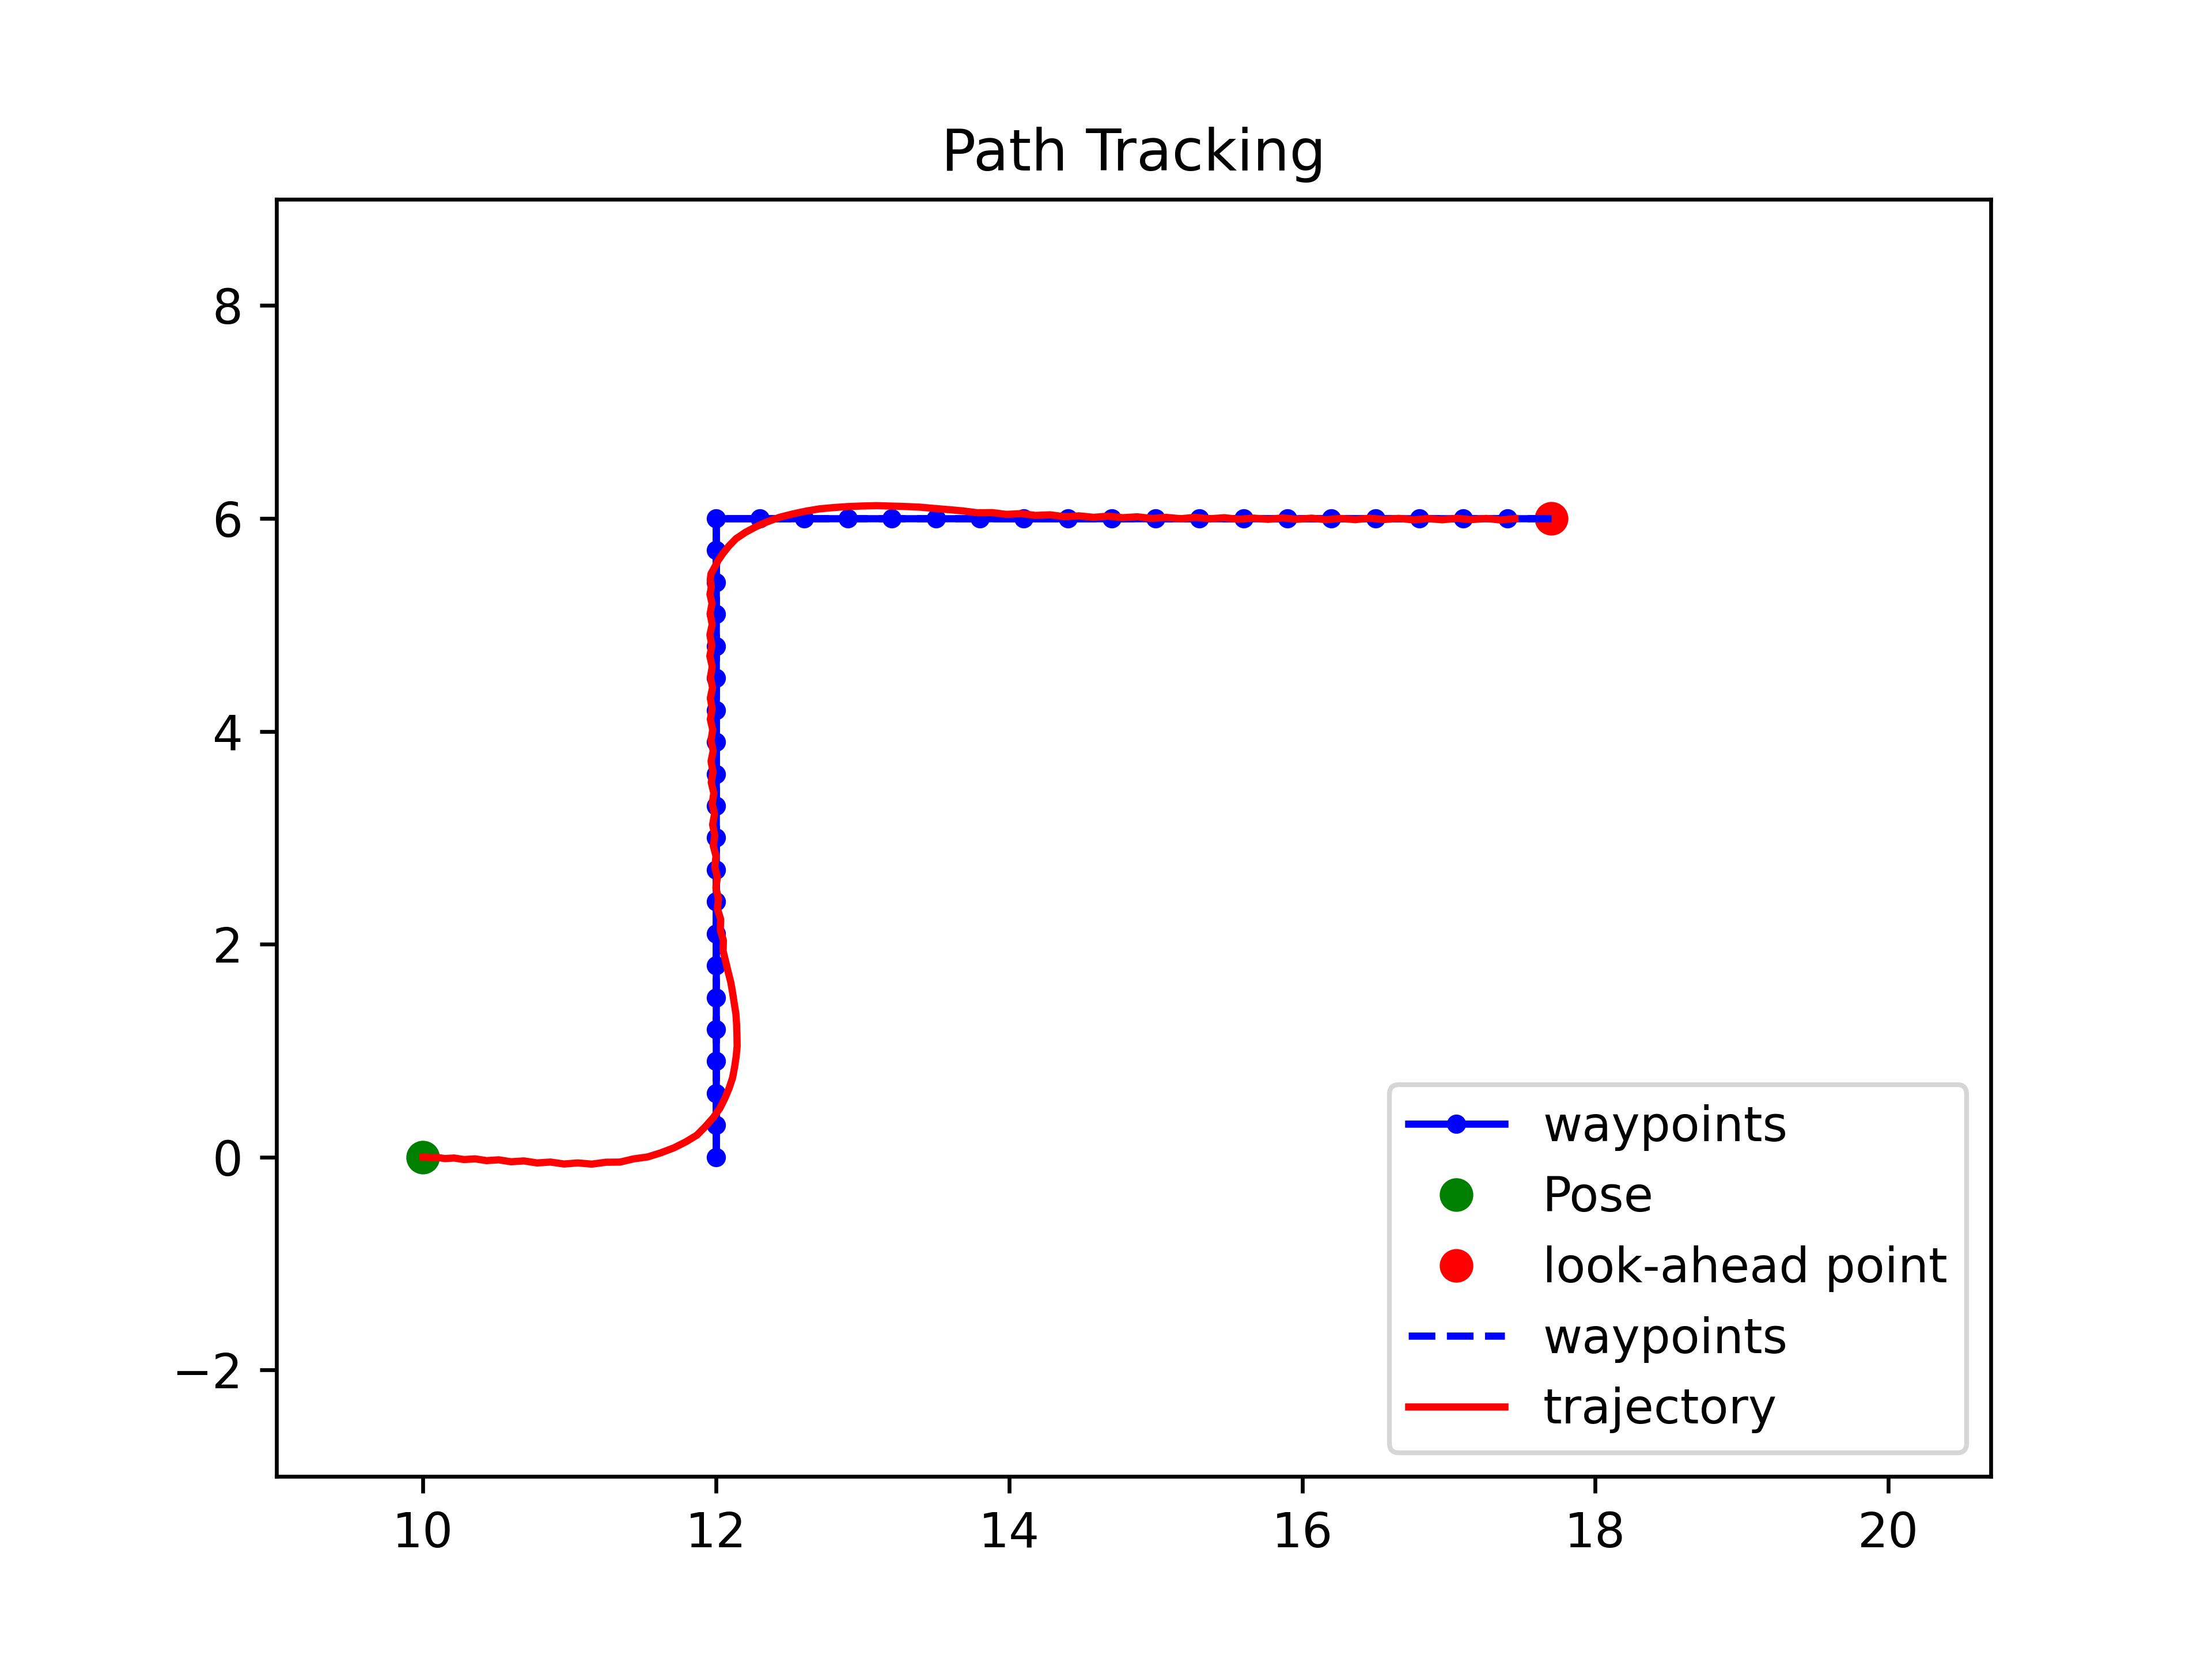 Path Tracking
8
6
4
2
0
−2
10 12 14 16 18 20
waypoints
Pose
look-ahead point
waypoints
trajectory